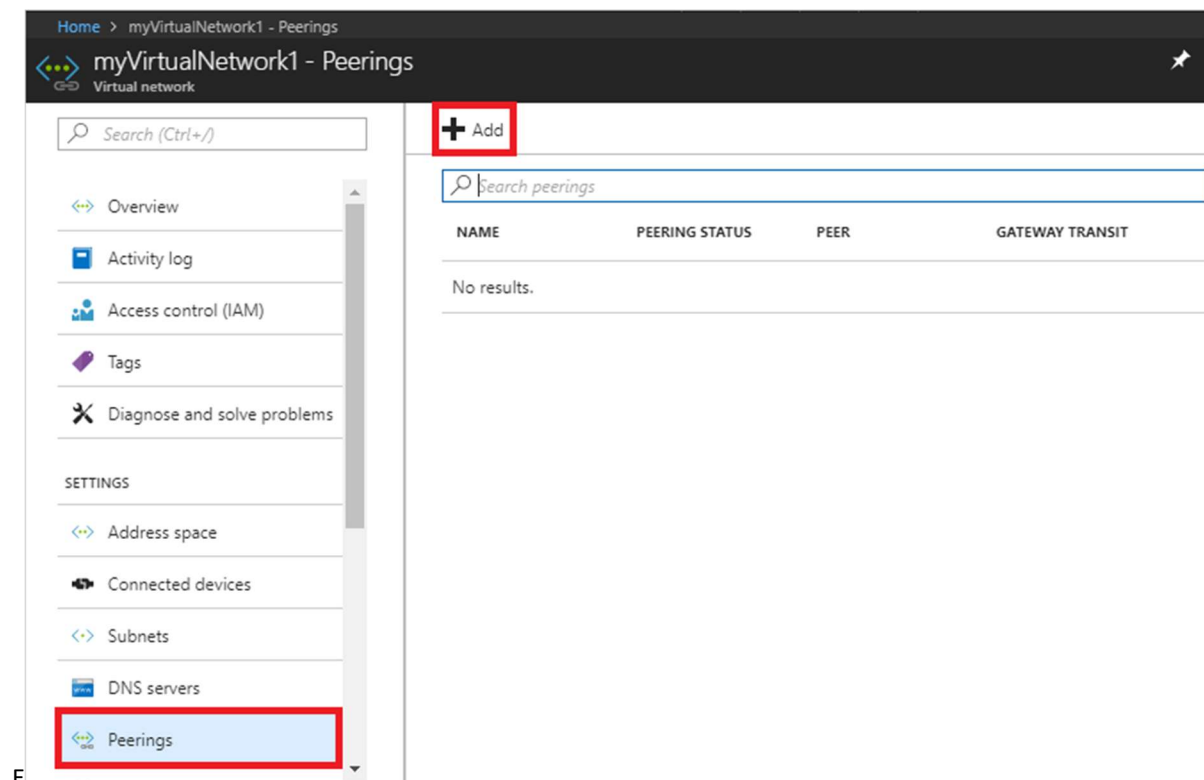 Home > myVirtualNetwork1 - Peerings
myVirtualNetwork1 - Peerings
Virtual network
Search (Ctrl+/)
Overview
Activity log
Access control (IAM)
Tags
Diagnose and solve problems
SETTINGS
Address space
Connected devices
Subnets
DNS servers
Peerings
+ Add
Search peerings
NAME PEERING STATUS PEER GATEWAY TRANSIT
No results.